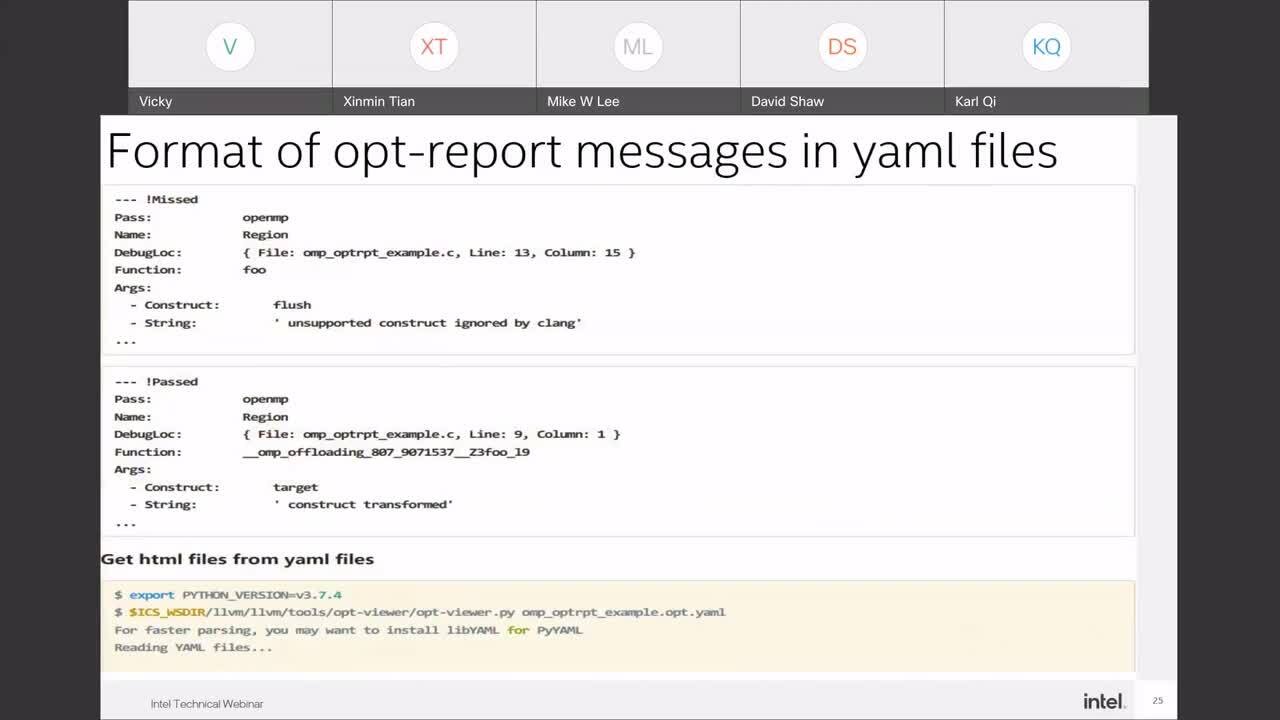 V
XT
ML
DS
KQ
Vicky
Xinmin Tian
Mike W Lee
David Shaw
Karl Qi
Format of opt-report messages in yaml files
--- !Missed
Pass: openmp
Name: Region
DebugLoc: { File: omp_optrpt_example.c, Line: 13, Column: 15 }
Function: foo
Args:
- Construct: flush
- String: ' unsupported construct ignored by clang'
...
--- !Passed
Pass: openmp
Name: Region
DebugLoc: { File: omp_optrpt_example.c, Line: 9, Column: 1 }
Function: __omp_offloading_807_9071537__Z3foo_l9
Args:
- Construct: target
- String: ' construct transformed'
...
Get html files from yaml files
$ export PYTHON_VERSION=v3.7.4
$ $ICS_WSDIR/llvm/llvm/tools/opt-viewer/opt-viewer.py omp_optrpt_example.opt.yaml
For faster parsing, you may want to install libYAML for PyYAML
Reading YAML files...
Intel Technical Webinar
intel.
25